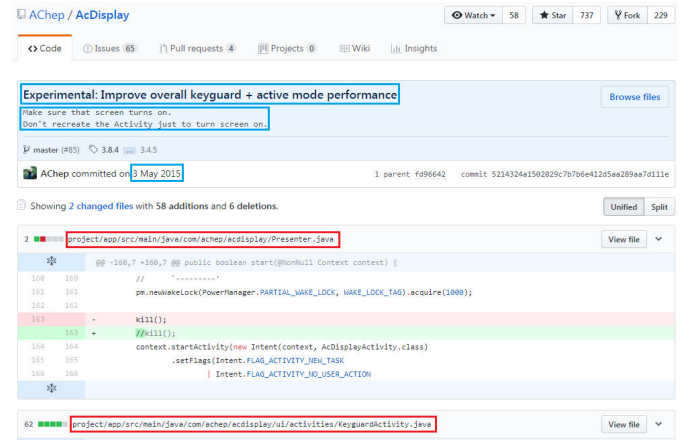 AChep / AcDisplay
Watch 58 Star 737 Fork 229
Code Issues 65 Pull requests 4 Projects 0 Wiki Insights
Experimental: Improve overall keyguard + active mode performance
Browse files
Make sure that screen turns on.
Don't recreate the Activity just to turn screen on.
master (#85) 3.8.4 ... 3.4.5
AChep committed on 3 May 2015 1 parent fd96642 commit 5214324a1502029c7b7b6e412d5aa289aa7d111e
Showing 2 changed files with 58 additions and 6 deletions. Unified Split
2 project/app/src/main/java/com/achep/acdisplay/Presenter.java View file
@@ -160,7 +160,7 @@ public boolean start(@NonNull Context context) {
160 160 // `---------'
161 161 pm.newWakeLock(PowerManager.PARTIAL_WAKE_LOCK, WAKE_LOCK_TAG).acquire(1000);
162 162
163 - kill();
163 + //kill();
164 164 context.startActivity(new Intent(context, AcDisplayActivity.class)
165 165 .setFlags(Intent.FLAG_ACTIVITY_NEW_TASK
166 166 | Intent.FLAG_ACTIVITY_NO_USER_ACTION
62 project/app/src/main/java/com/achep/acdisplay/ui/activities/KeyguardActivity.java View file